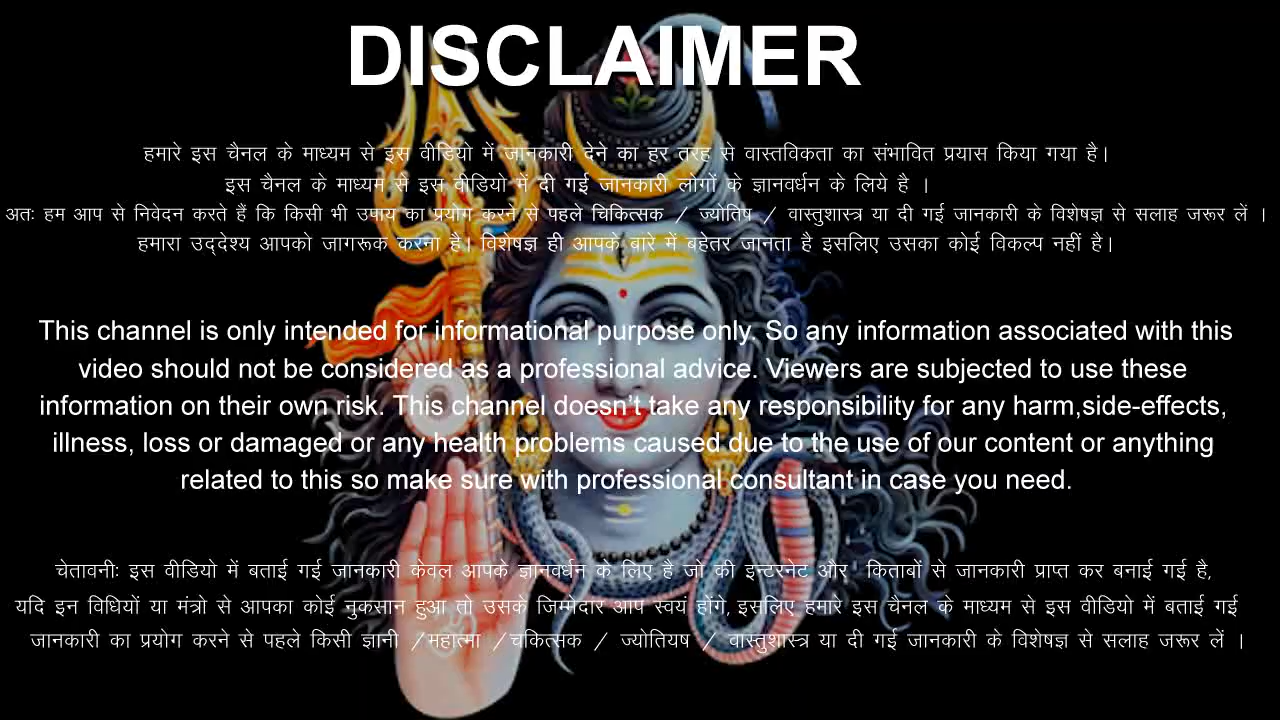 DISCLAIMER
हमारे इस चैनल के माध्यम से इस वीडियो में जानकारी देने का हर तरह से वास्तविकता का संभावित प्रयास किया गया है।
इस चैनल के माध्यम से इस वीडियो में दी गई जानकारी लोगों के ज्ञानवर्धन के लिये है ।
अतः हम आप से निवेदन करते हैं कि किसी भी उपाय का प्रयोग करने से पहले चिकित्सक / ज्योतिष / वास्तुशास्त्र या दी गई जानकारी के विशेषज्ञ से सलाह जरूर लें ।
हमारा उद्देश्य आपको जागरूक करना है। विशेषज्ञ ही आपके बारे में बहेतर जानता है इसलिए उसका कोई विकल्प नहीं है।
This channel is only intended for informational purpose only. So any information associated with this
video should not be considered as a professional advice. Viewers are subjected to use these
information on their own risk. This channel doesn't take any responsibility for any harm,side-effects,
illness, loss or damaged or any health problems caused due to the use of our content or anything
related to this so make sure with professional consultant in case you need.
चेतावनीः इस वीडियो में बताई गई जानकारी केवल आपके ज्ञानवर्धन के लिए है जो की इन्टरनेट और किताबों से जानकारी प्राप्त कर बनाई गई है,
यदि इन विधियों या मंत्रो से आपका कोई नुकसान हुआ तो उसके जिम्मेदार आप स्वयं होंगे, इसलिए हमारे इस चैनल के माध्यम से इस वीडियो में बताई गई
जानकारी का प्रयोग करने से पहले किसी ज्ञानी /महात्मा /चकित्सक / ज्योतियष / वास्तुशास्त्र या दी गई जानकारी के विशेषज्ञ से सलाह जरूर लें ।